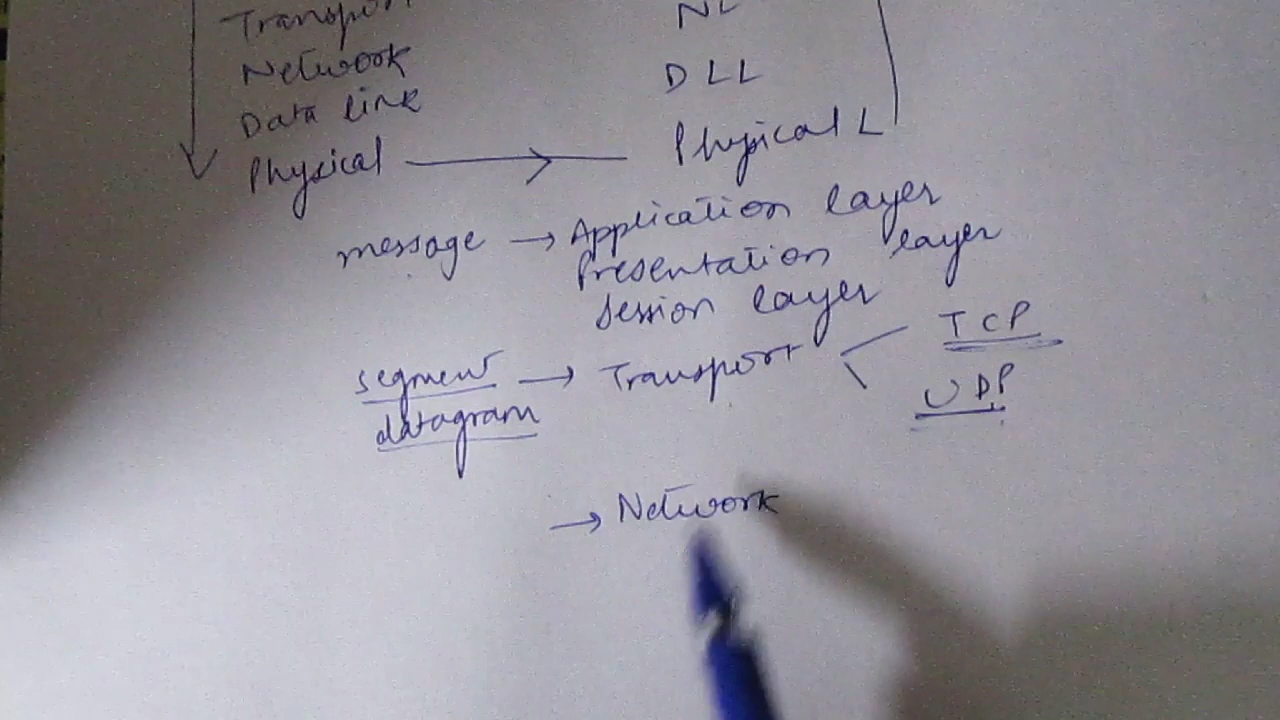 Transport NL
Network
DLL
Data link
Physical Physical L
message → Application layer
Presentation layer
Session layer
segment → Transport TCP
datagram UDP
→ Network